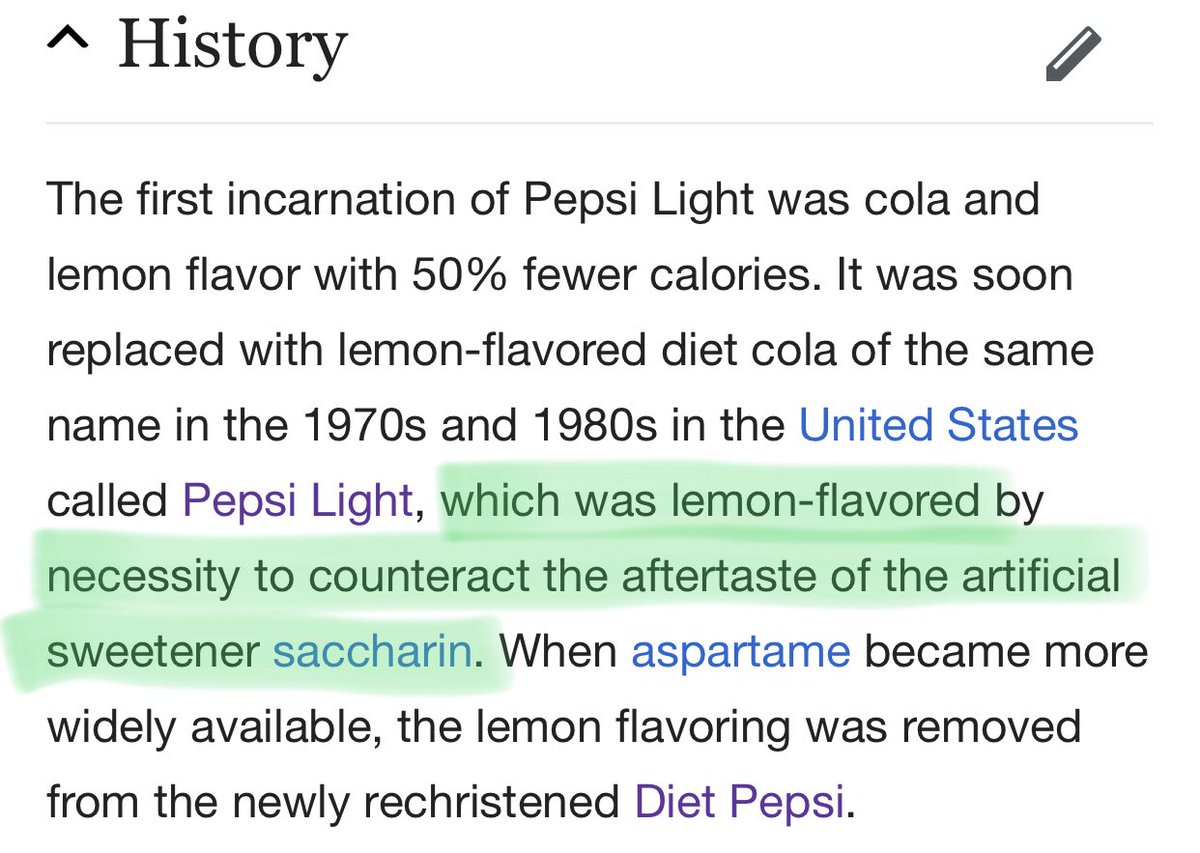 History
The first incarnation of Pepsi Light was cola and
lemon flavor with 50% fewer calories. It was soon
replaced with lemon-flavored diet cola of the same
name in the 1970s and 1980s in the United States
called Pepsi Light, which was lemon-flavored by
necessity to counteract the aftertaste of the artificial
sweetener saccharin. When aspartame became more
widely available, the lemon flavoring was removed
from the newly rechristened Diet Pepsi.